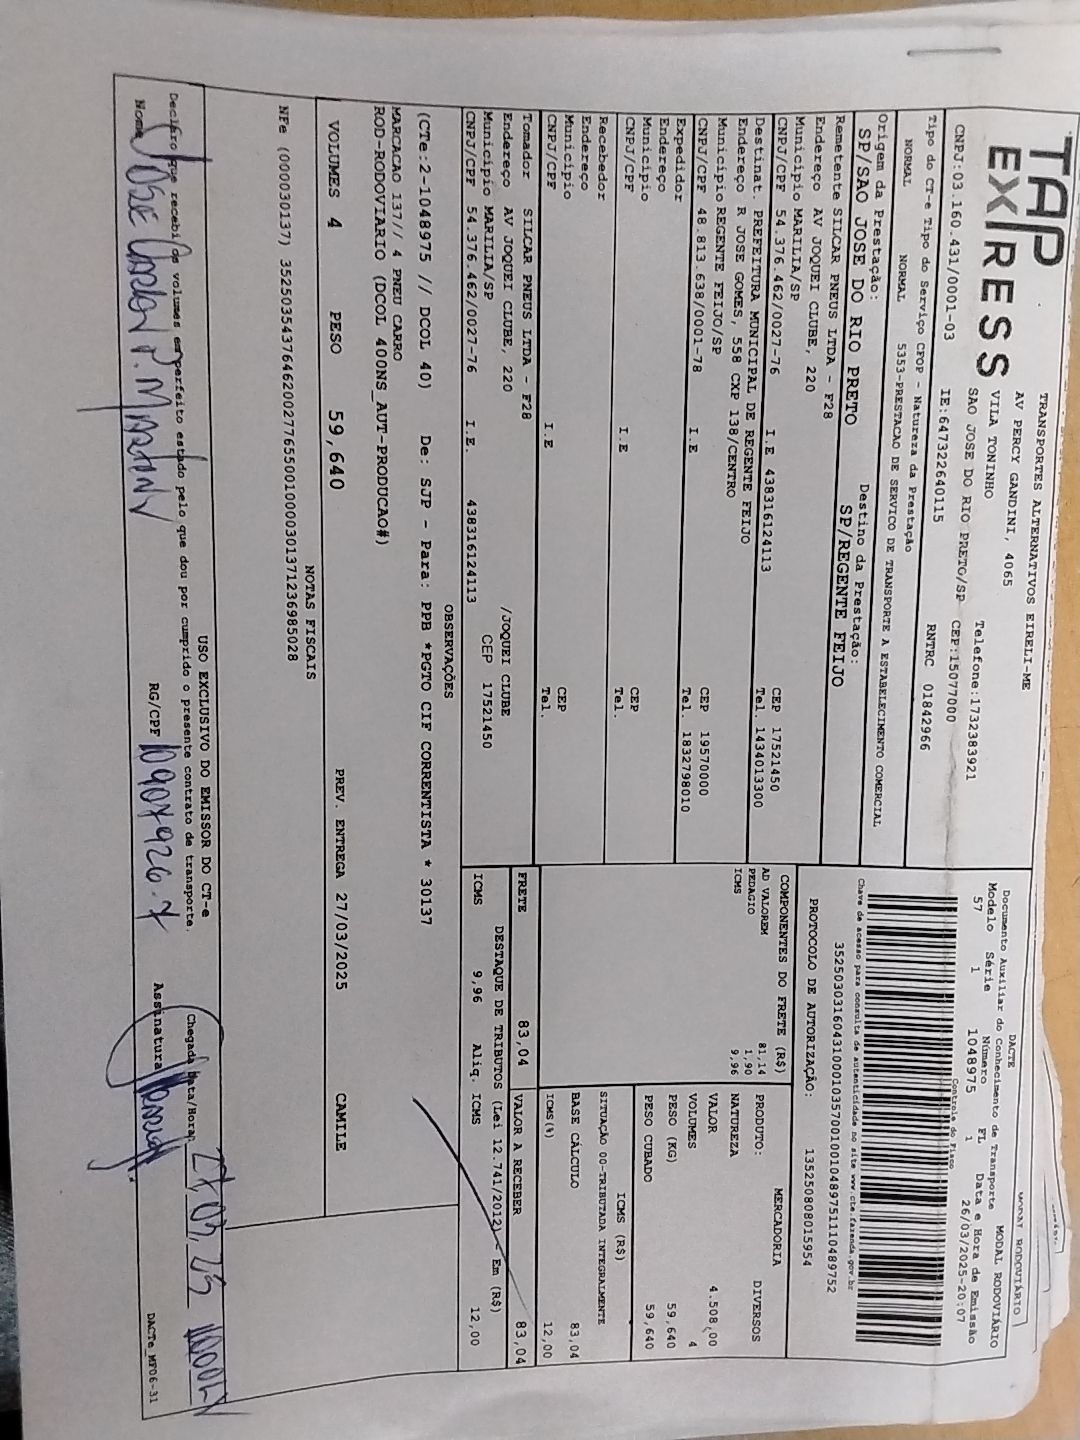 TAP
EXPRESS
CNPJ:03.160.431/0001-03
TRANSPORTES ALTERNATIVOS EIRELI-ME
AV PERCY GANDINI, 4065
VILA TONINHO
SAO JOSE DO RIO PRETO/SP CEP:15077000
Telefone:1732383921
IE:647322640115 RNTRC 01842966
Tipo do CT-e Tipo do Serviço CFOP - Natureza da Prestação
NORMAL NORMAL 5353-PRESTACAO DE SERVICO DE TRANSPORTE A ESTABELECIMENTO COMERCIAL
Origem da Prestação: Destino da Prestação:
SP/SAO JOSE DO RIO PRETO SP/REGENTE FEIJO
Remetente SILCAR PNEUS LTDA - F28
Endereço AV JOQUEI CLUBE, 220
Município MARILIA/SP CEP 17521450
CNPJ/CPF 54.376.462/0027-76 I.E 438316124113 Tel. 1434013300
Destinat. PREFEITURA MUNICIPAL DE REGENTE FEIJO
Endereço R JOSE GOMES, 558 CXP 138/CENTRO
Município REGENTE FEIJO/SP CEP 19570000
CNPJ/CPF 48.813.638/0001-78 I.E Tel. 1832798010
Expedidor
Endereço
Município CEP
CNPJ/CPF I.E Tel.
Recebedor
Endereço
Município CEP
CNPJ/CPF I.E Tel.
Tomador SILCAR PNEUS LTDA - F28
Endereço AV JOQUEI CLUBE, 220 /JOQUEI CLUBE
Município MARILIA/SP CEP 17521450
CNPJ/CPF 54.376.462/0027-76 I.E. 438316124113
DACTE MODAL RODOVIÁRIO
Documento Auxiliar do Conhecimento de Transporte
Modelo Série Número FL Data e Hora de Emissão
57 1 1048975 1 26/03/2025-20:07
Controle do Fisco
Chave de acesso para consulta de autenticidade no site www.cte.fazenda.gov.br
35250303160431000103570010010489751110489752
PROTOCOLO DE AUTORIZAÇÃO: 135250808015954
COMPONENTES DO FRETE (R$)
AD VALOREM 81,14
PEDAGIO 1,90
ICMS 9,96
FRETE 83,04
MERCADORIA
PRODUTO: DIVERSOS
NATUREZA
VALOR 4.508,00
VOLUMES 4
PESO (KG) 59,640
PESO CUBADO 59,640
ICMS (R$)
SITUAÇÃO 00-TRIBUTADA INTEGRALMENTE
BASE CÁLCULO 83,04
ICMS(%) 12,00
VALOR A RECEBER 83,04
DESTAQUE DE TRIBUTOS (Lei 12.741/2012) - Em (R$)
ICMS 9,96 Aliq. ICMS 12,00
OBSERVAÇÕES
(CTe:2-1048975 // DCOL 40) De: SJP - Para: PPB *PGTO CIF CORRENTISTA * 30137
MARCACAO 137// 4 PNEU CARRO
ROD-RODOVIARIO (DCOL 400NS_AUT-PRODUCAO#)
VOLUMES 4 PESO 59,640 PREV. ENTREGA 27/03/2025 CAMILE
NOTAS FISCAIS
NFe (000030137) 35250354376462002776550010000301371236985028
USO EXCLUSIVO DO EMISSOR DO CT-e
Declaro que recebi os volumes em perfeito estado pelo que dou por cumprido o presente contrato de transporte.
Chegada Data/Hora: 27 03, 25
Nome JOSE
RG/CPF 10907926-7
Assinatura
DACTe_MF06-31